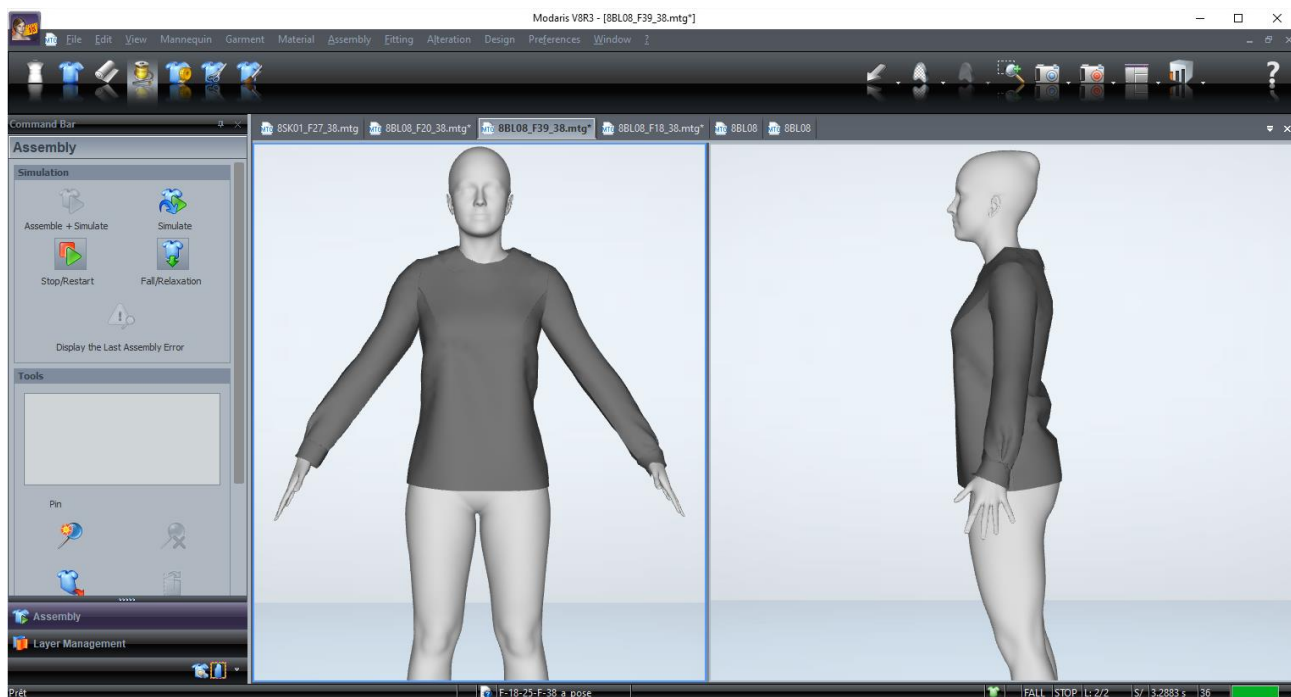 Modaris V8R3 - [8BL08_F39_38.mtg*]
File Edit View Mannequin Garment Material Assembly Fitting Alteration Design Preferences Window ?
Command Bar
8SK01_F27_38.mtg 8BL08_F20_38.mtg* 8BL08_F39_38.mtg* 8BL08_F18_38.mtg* 8BL08 8BL08
Assembly
Simulation
Assemble + Simulate Simulate
Stop/Restart Fall/Relaxation
Display the Last Assembly Error
Tools
Pin
Assembly
Layer Management
Prêt F-18-25-F-38_a_pose FALL STOP L: 2/2 S/ 3.2883 s 36